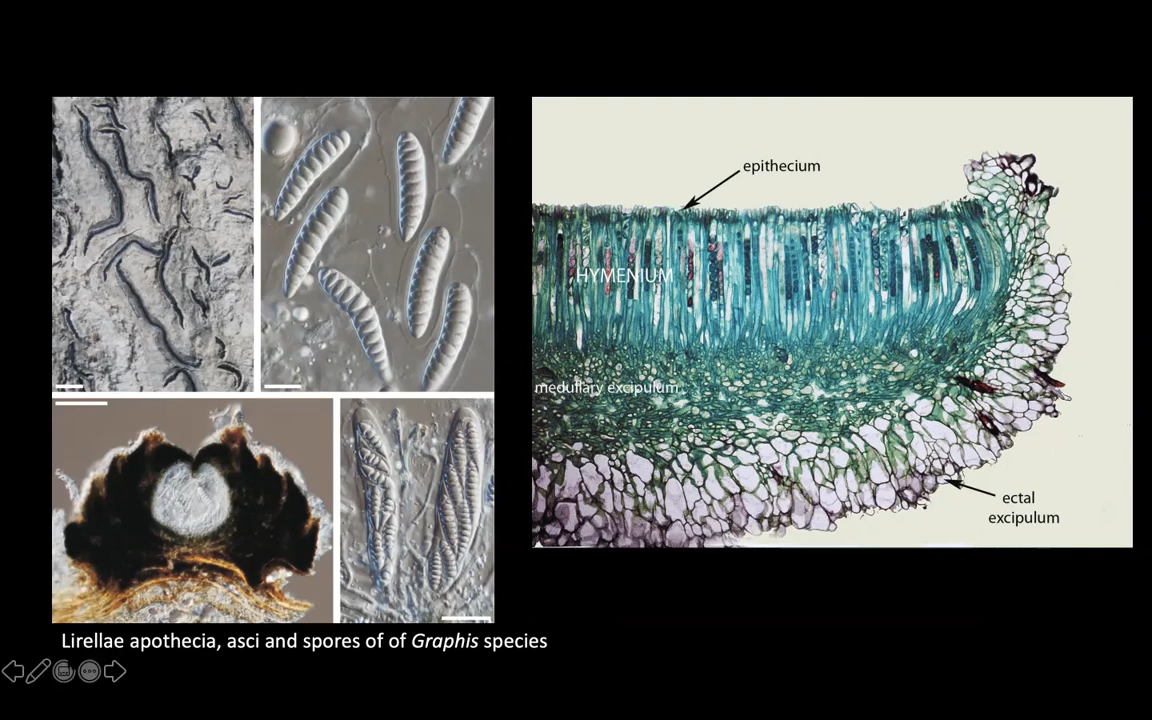 epithecium
HYMENIUM
medullary excipulum
ectal
excipulum
Lirellae apothecia, asci and spores of of Graphis species